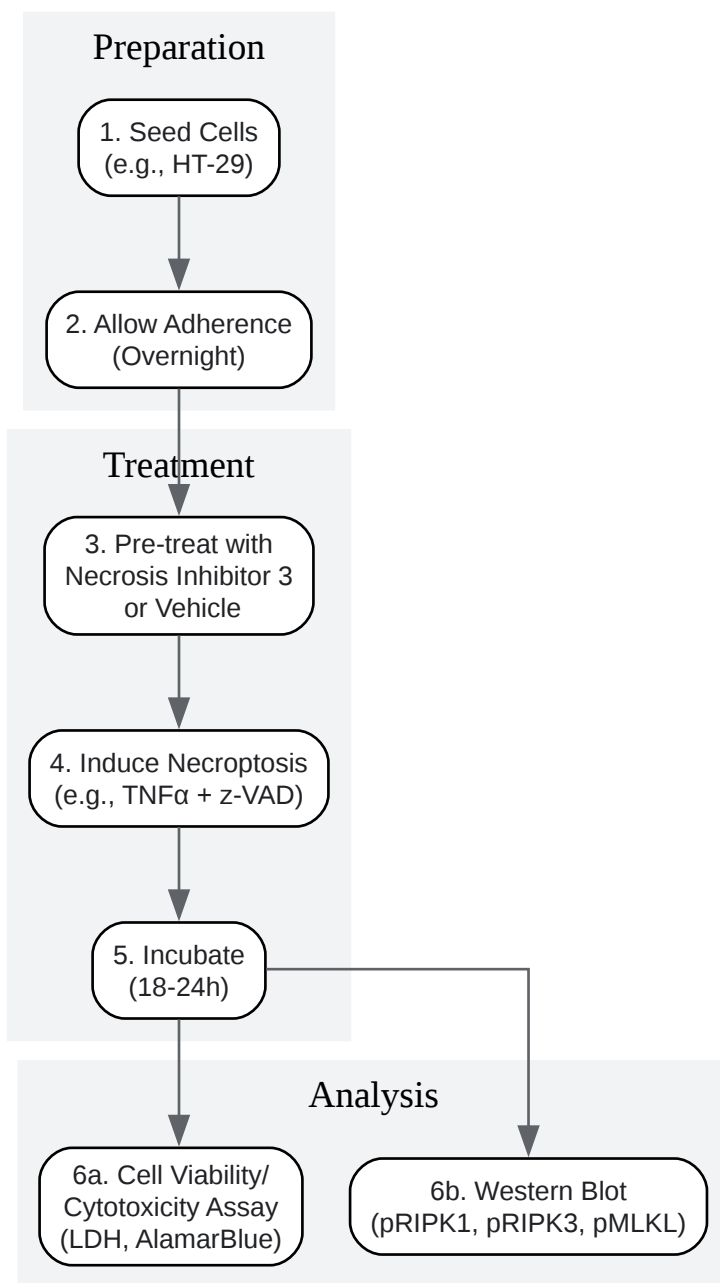 Preparation
1. Seed Cells
(e.g., HT-29)
2. Allow Adherence
(Overnight)
Treatment
3. Pre-treat with
Necrosis Inhibitor 3
or Vehicle
4. Induce Necroptosis
(e.g., TNFα + z-VAD)
5. Incubate
(18-24h)
Analysis
6a. Cell Viability/
Cytotoxicity Assay
(LDH, AlamarBlue)
6b. Western Blot
(pRIPK1, pRIPK3, pMLKL)